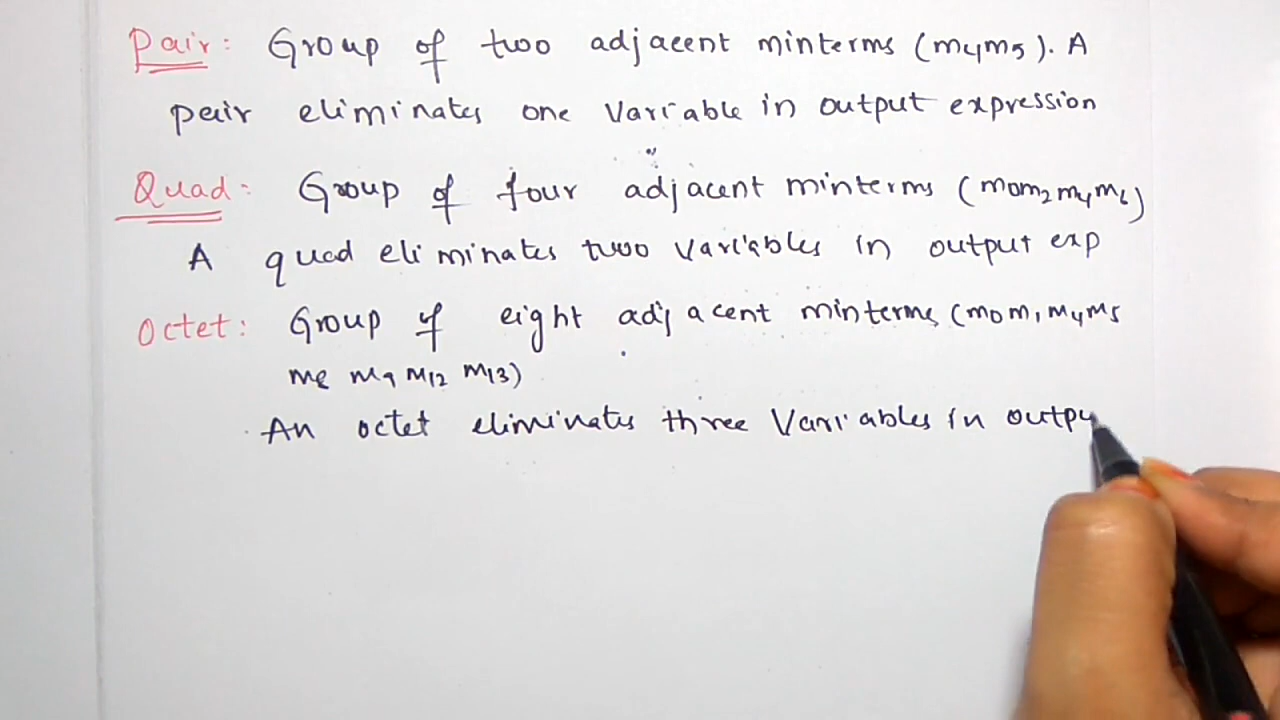 Pair: Group of two adjacent minterms (m4m5). A
pair eliminates one variable in output expression
Quad: Group of four adjacent minterms (m0m2m4m6)
A quad eliminates two variables in output exp
Octet: Group of eight adjacent minterms (m0m1m4m5
m8 m9 m12 m13)
An octet eliminates three Variables in outpu